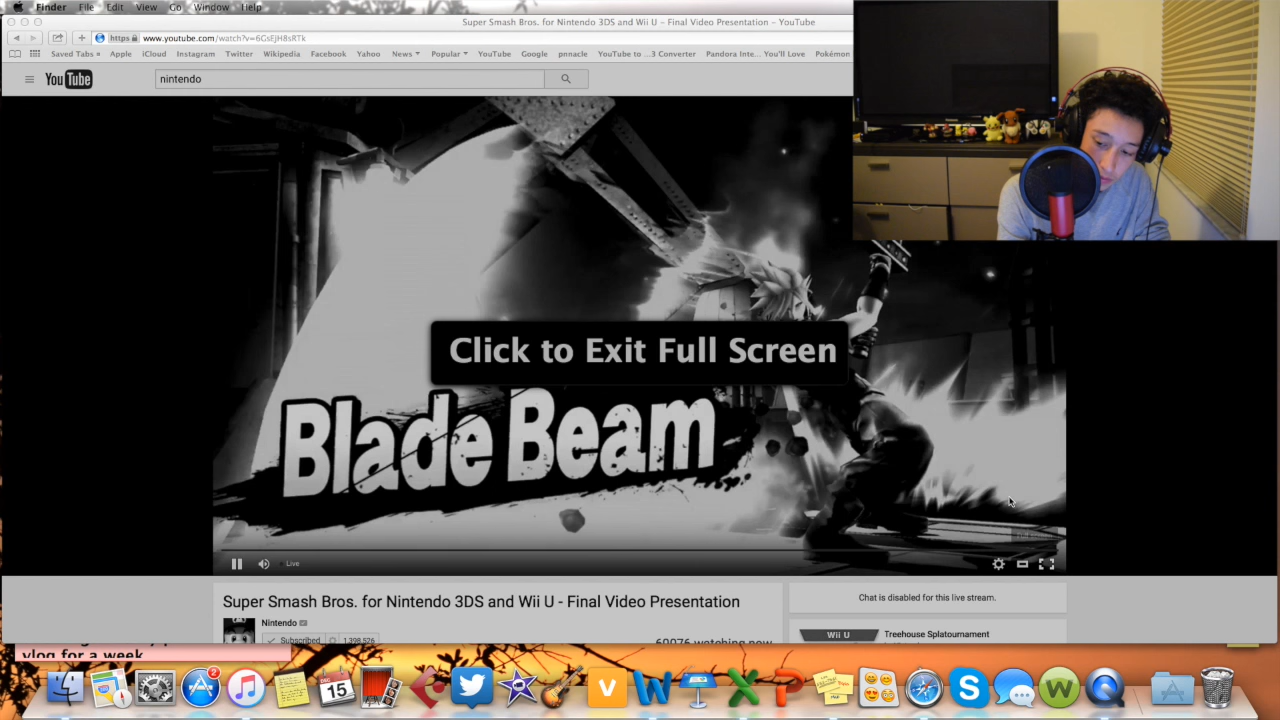 Finder File Edit View Go Window Help
Super Smash Bros. for Nintendo 3DS and Wii U – Final Video Presentation – YouTube
https www.youtube.com/watch?v=6GsEJH8sRTk
Saved Tabs Apple iCloud Instagram Twitter Wikipedia Facebook Yahoo News Popular YouTube Google pnnacle YouTube to ...3 Converter Pandora Inte... You'll Love Pokémon
YouTube nintendo
Click to Exit Full Screen
Blade Beam
Live
Super Smash Bros. for Nintendo 3DS and Wii U - Final Video Presentation
Chat is disabled for this live stream.
Nintendo
Wii U Treehouse Splatournament
Subscribed 1,398,526
69076 watching now
vlog for a week
2
DEC
15